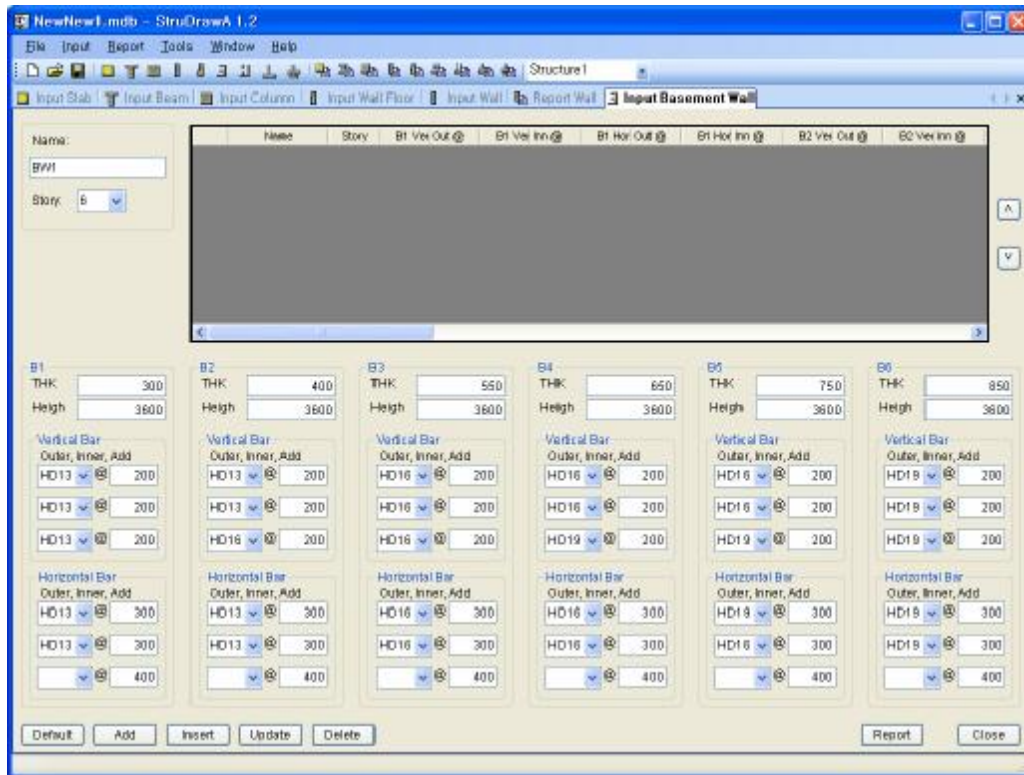 NewNew1.mdb - StruDrawA 1.2
File Input Report Tools Window Help
Structure1
Input Slab Input Beam Input Column Input Wall Floor Input Wall Report Wall Input Basement Wall
Name:
BW1
Story: 6
Name Story B1 Ver Out @ B1 Ver Inn @ B1 Hor Out @ B1 Hor Inn @ B2 Ver Out @ B2 Ver Inn @
B1 B2 B3 B4 B5 B6
THK 300 THK 400 THK 550 THK 650 THK 750 THK 850
Heigh 3600 Heigh 3600 Heigh 3600 Heigh 3600 Heigh 3600 Heigh 3600
Vertical Bar Vertical Bar Vertical Bar Vertical Bar Vertical Bar Vertical Bar
Outer, Inner, Add Outer, Inner, Add Outer, Inner, Add Outer, Inner, Add Outer, Inner, Add Outer, Inner, Add
HD13 @ 200 HD13 @ 200 HD16 @ 200 HD16 @ 200 HD16 @ 200 HD19 @ 200
HD13 @ 200 HD13 @ 200 HD16 @ 200 HD16 @ 200 HD16 @ 200 HD19 @ 200
HD13 @ 200 HD16 @ 200 HD16 @ 200 HD19 @ 200 HD19 @ 200 HD19 @ 200
Horizontal Bar Horizontal Bar Horizontal Bar Horizontal Bar Horizontal Bar Horizontal Bar
Outer, Inner, Add Outer, Inner, Add Outer, Inner, Add Outer, Inner, Add Outer, Inner, Add Outer, Inner, Add
HD13 @ 300 HD13 @ 300 HD16 @ 300 HD16 @ 300 HD19 @ 300 HD19 @ 300
HD13 @ 300 HD13 @ 300 HD16 @ 300 HD16 @ 300 HD16 @ 300 HD19 @ 300
@ 400 @ 400 @ 400 @ 400 @ 400 @ 400
Default Add Insert Update Delete Report Close